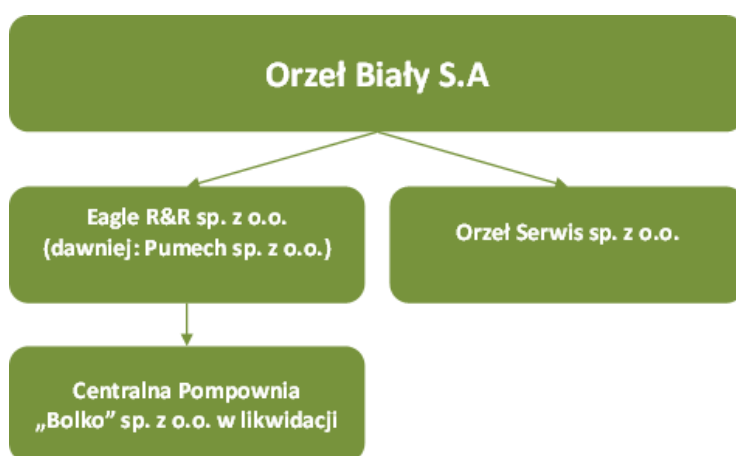 Orzeł Biały S.A
Eagle R&R sp. z o.o.
(dawniej: Pumech sp. z o.o.)
Orzeł Serwis sp. z o.o.
Centralna Pompownia
„Bolko” sp. z o.o. w likwidacji